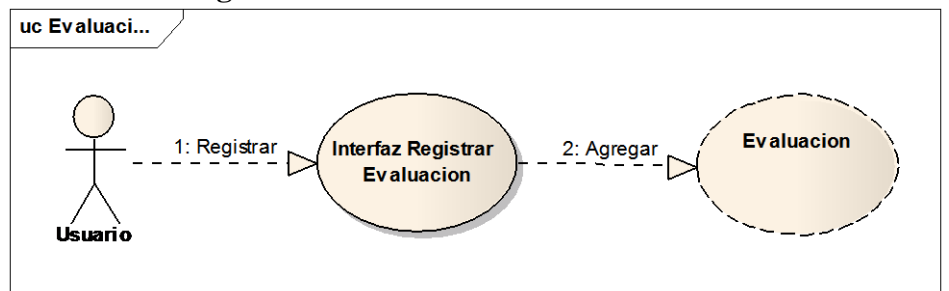 uc Evaluaci...
1: Registrar
Interfaz Registrar
Evaluacion
2: Agregar
Evaluacion
Usuario